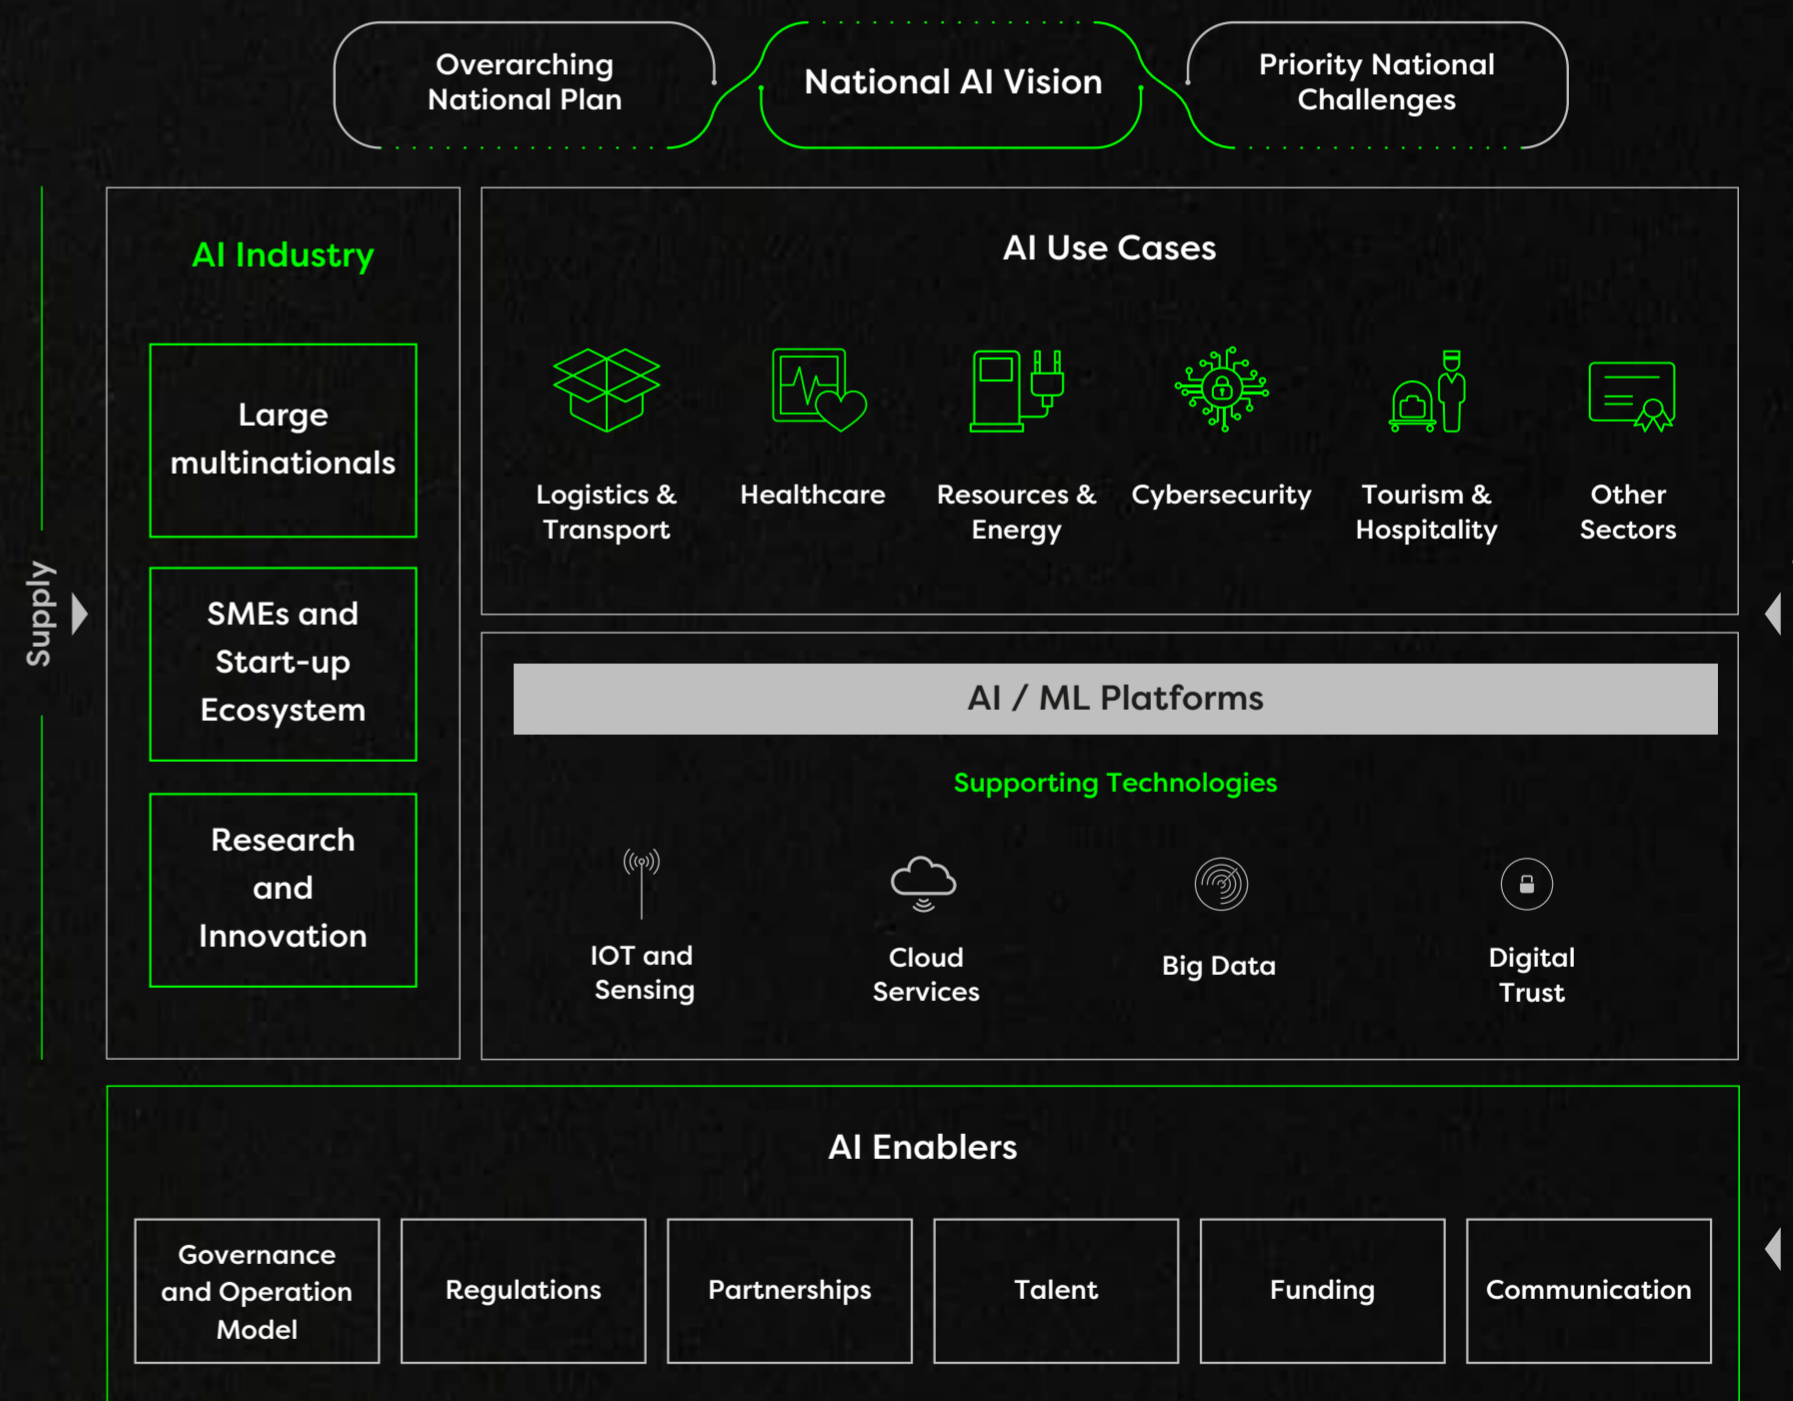 Overarching
National Plan
National AI Vision
Priority National
Challenges
Supply
AI Industry
Large
multinationals
SMEs and
Start-up
Ecosystem
Research
and
Innovation
AI Use Cases
Logistics &
Transport
Healthcare
Resources &
Energy
Cybersecurity
Tourism &
Hospitality
Other
Sectors
AI / ML Platforms
Supporting Technologies
IOT and
Sensing
Cloud
Services
Big Data
Digital
Trust
AI Enablers
Governance
and Operation
Model
Regulations
Partnerships
Talent
Funding
Communication